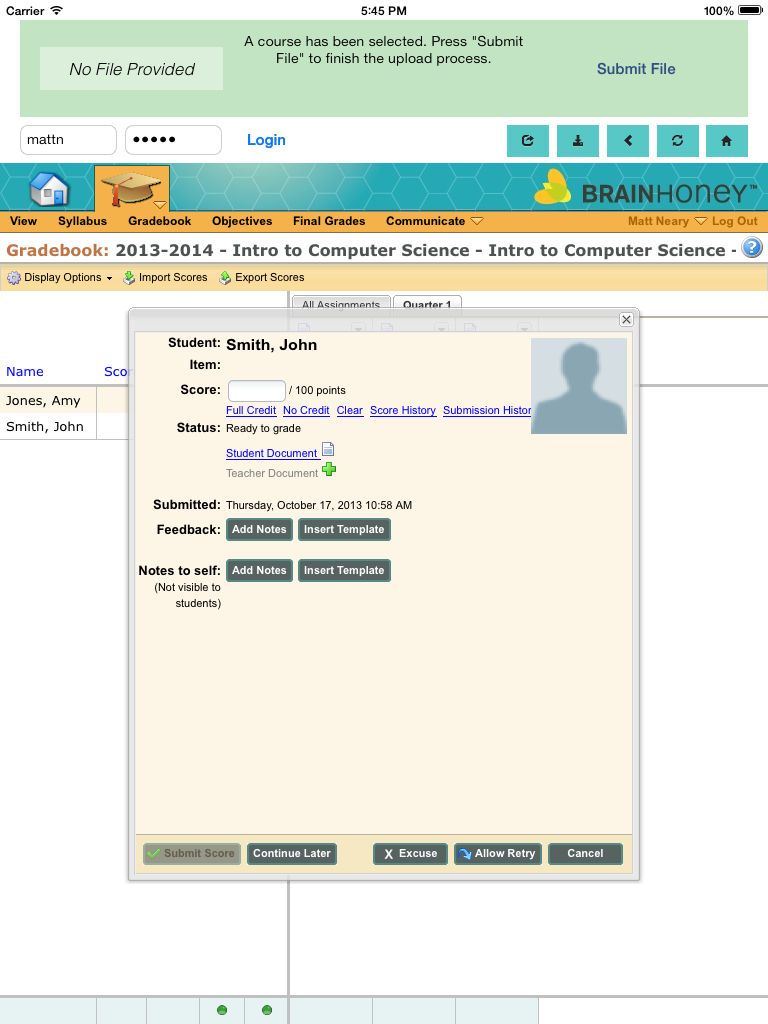 Carrier 5:45 PM 100%
A course has been selected. Press "Submit
File" to finish the upload process.
No File Provided
Submit File
mattn ●●●●● Login
BRAINHONEY™
View Syllabus Gradebook Objectives Final Grades Communicate Matt Neary Log Out
Gradebook: 2013-2014 - Intro to Computer Science - Intro to Computer Science - ?
Display Options Import Scores Export Scores
All Assignments Quarter 1
Name
Jones, Amy
Smith, John
Student: Smith, John
Item:
Score: / 100 points
Full Credit No Credit Clear Score History Submission Histor
Status: Ready to grade
Student Document
Teacher Document
Submitted: Thursday, October 17, 2013 10:58 AM
Feedback: Add Notes Insert Template
Notes to self: Add Notes Insert Template
(Not visible to
students)
Submit Score Continue Later X Excuse Allow Retry Cancel